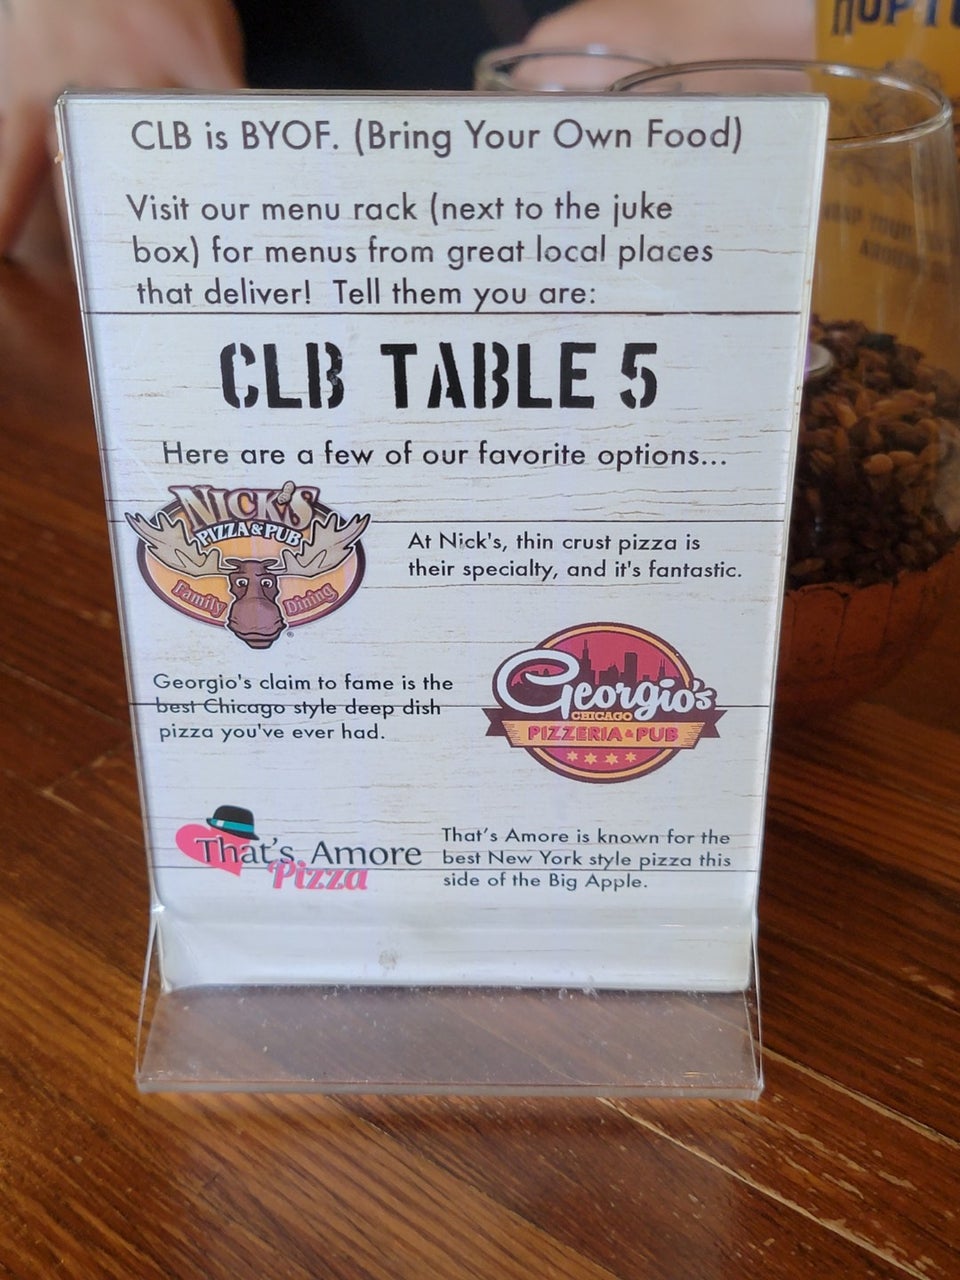 HOPT
CLB is BYOF. (Bring Your Own Food)
Visit our menu rack (next to the juke
box) for menus from great local places
that deliver! Tell them you are:
CLB TABLE 5
Here are a few of our favorite options...
NICK'S
PIZZA & PUB
Family Dining
®
At Nick's, thin crust pizza is
their specialty, and it's fantastic.
Georgio's claim to fame is the
best Chicago style deep dish
pizza you've ever had.
Georgio's
CHICAGO
PIZZERIA & PUB
That's Amore
Pizza
That's Amore is known for the
best New York style pizza this
side of the Big Apple.